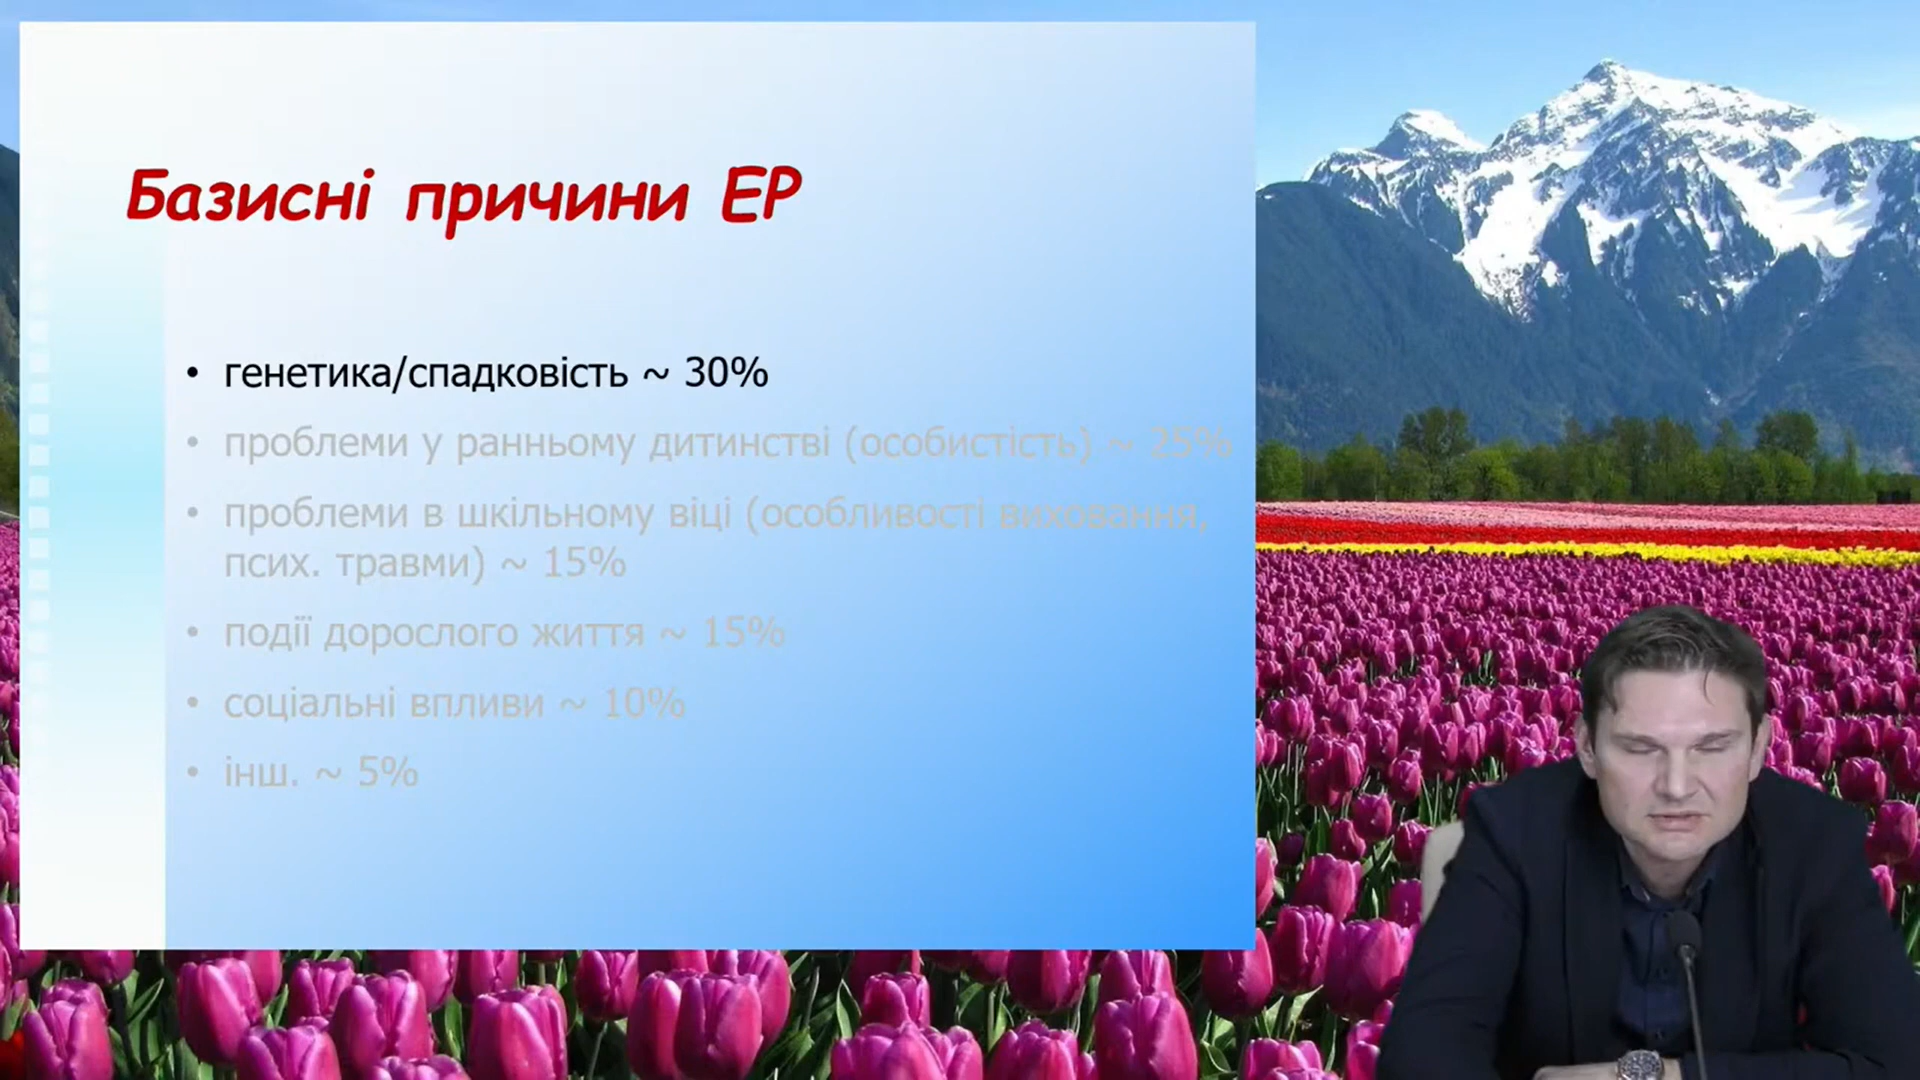 Базисні причини ЕР
• генетика/спадковість ~ 30%
• проблеми у ранньому дитинстві (особистість) ~ 25%
• проблеми в шкільному віці (особливості виховання,
псих. травми) ~ 15%
• події дорослого життя ~ 15%
• соціальні впливи ~ 10%
• інш. ~ 5%